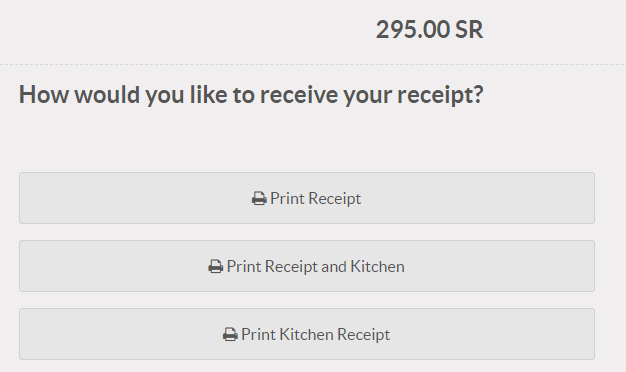 295.00 SR
How would you like to receive your receipt?
Print Receipt
Print Receipt and Kitchen
Print Kitchen Receipt